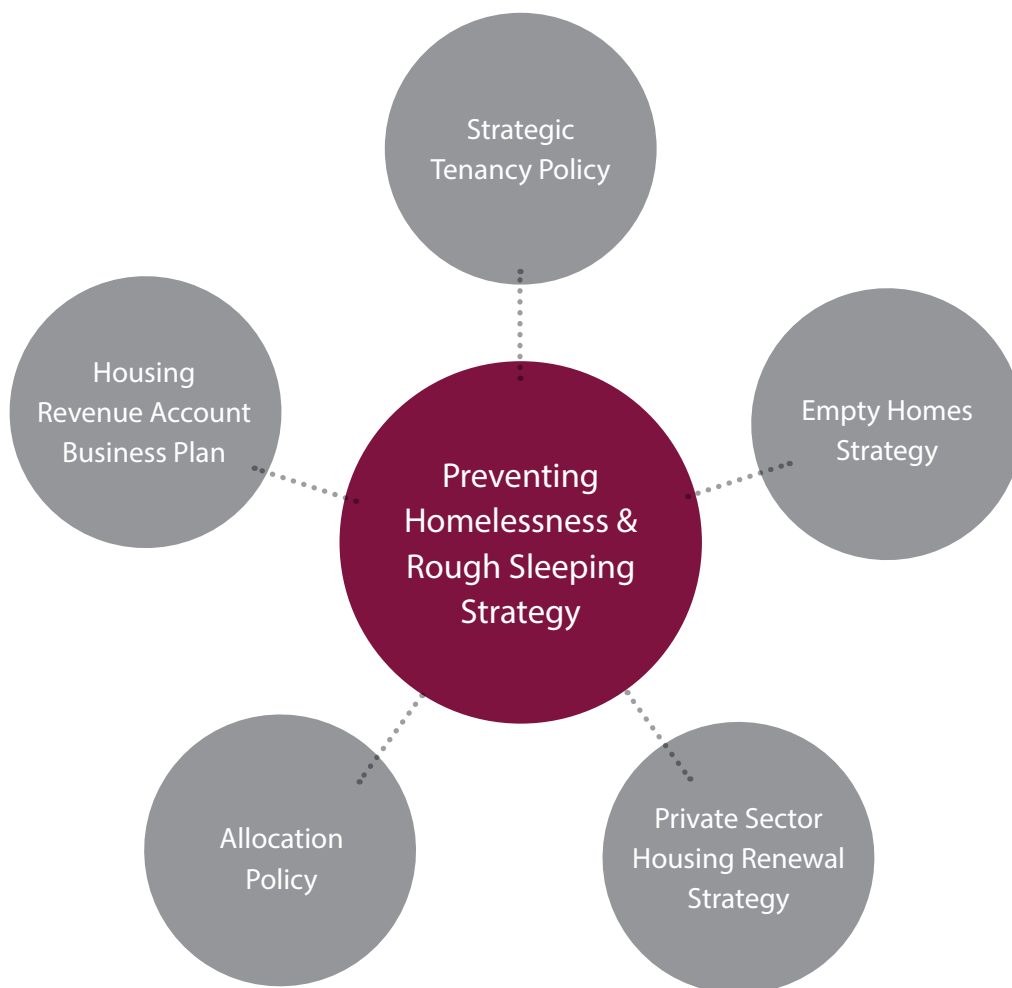 Strategic
Tenancy Policy
Housing
Revenue Account
Business Plan
Empty Homes
Strategy
Preventing
Homelessness &
Rough Sleeping
Strategy
Allocation
Policy
Private Sector
Housing Renewal
Strategy